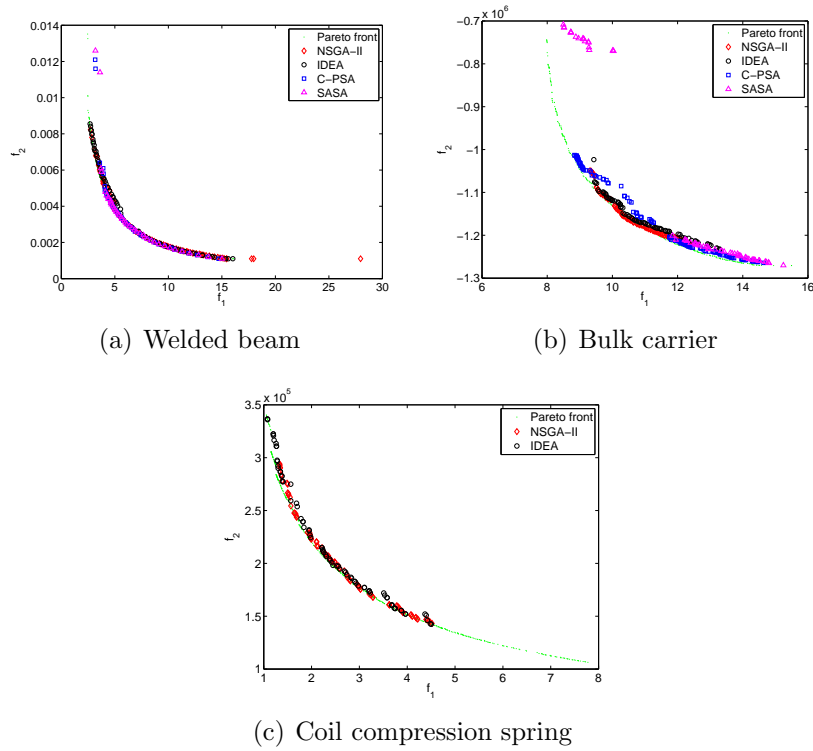 0.014
0.012
0.01
0.008
0.006
0.004
0.002
0
f2
0 5 10 15 20 25 30
f1
Pareto front
NSGA−II
IDEA
C−PSA
SASA
(a) Welded beam
x 10^6
−0.7
−0.8
−0.9
−1
−1.1
−1.2
−1.3
f2
6 8 10 12 14 16
f1
Pareto front
NSGA−II
IDEA
C−PSA
SASA
(b) Bulk carrier
x 10^5
3.5
3
2.5
2
1.5
1
f2
1 2 3 4 5 6 7 8
f1
Pareto front
NSGA−II
IDEA
(c) Coil compression spring